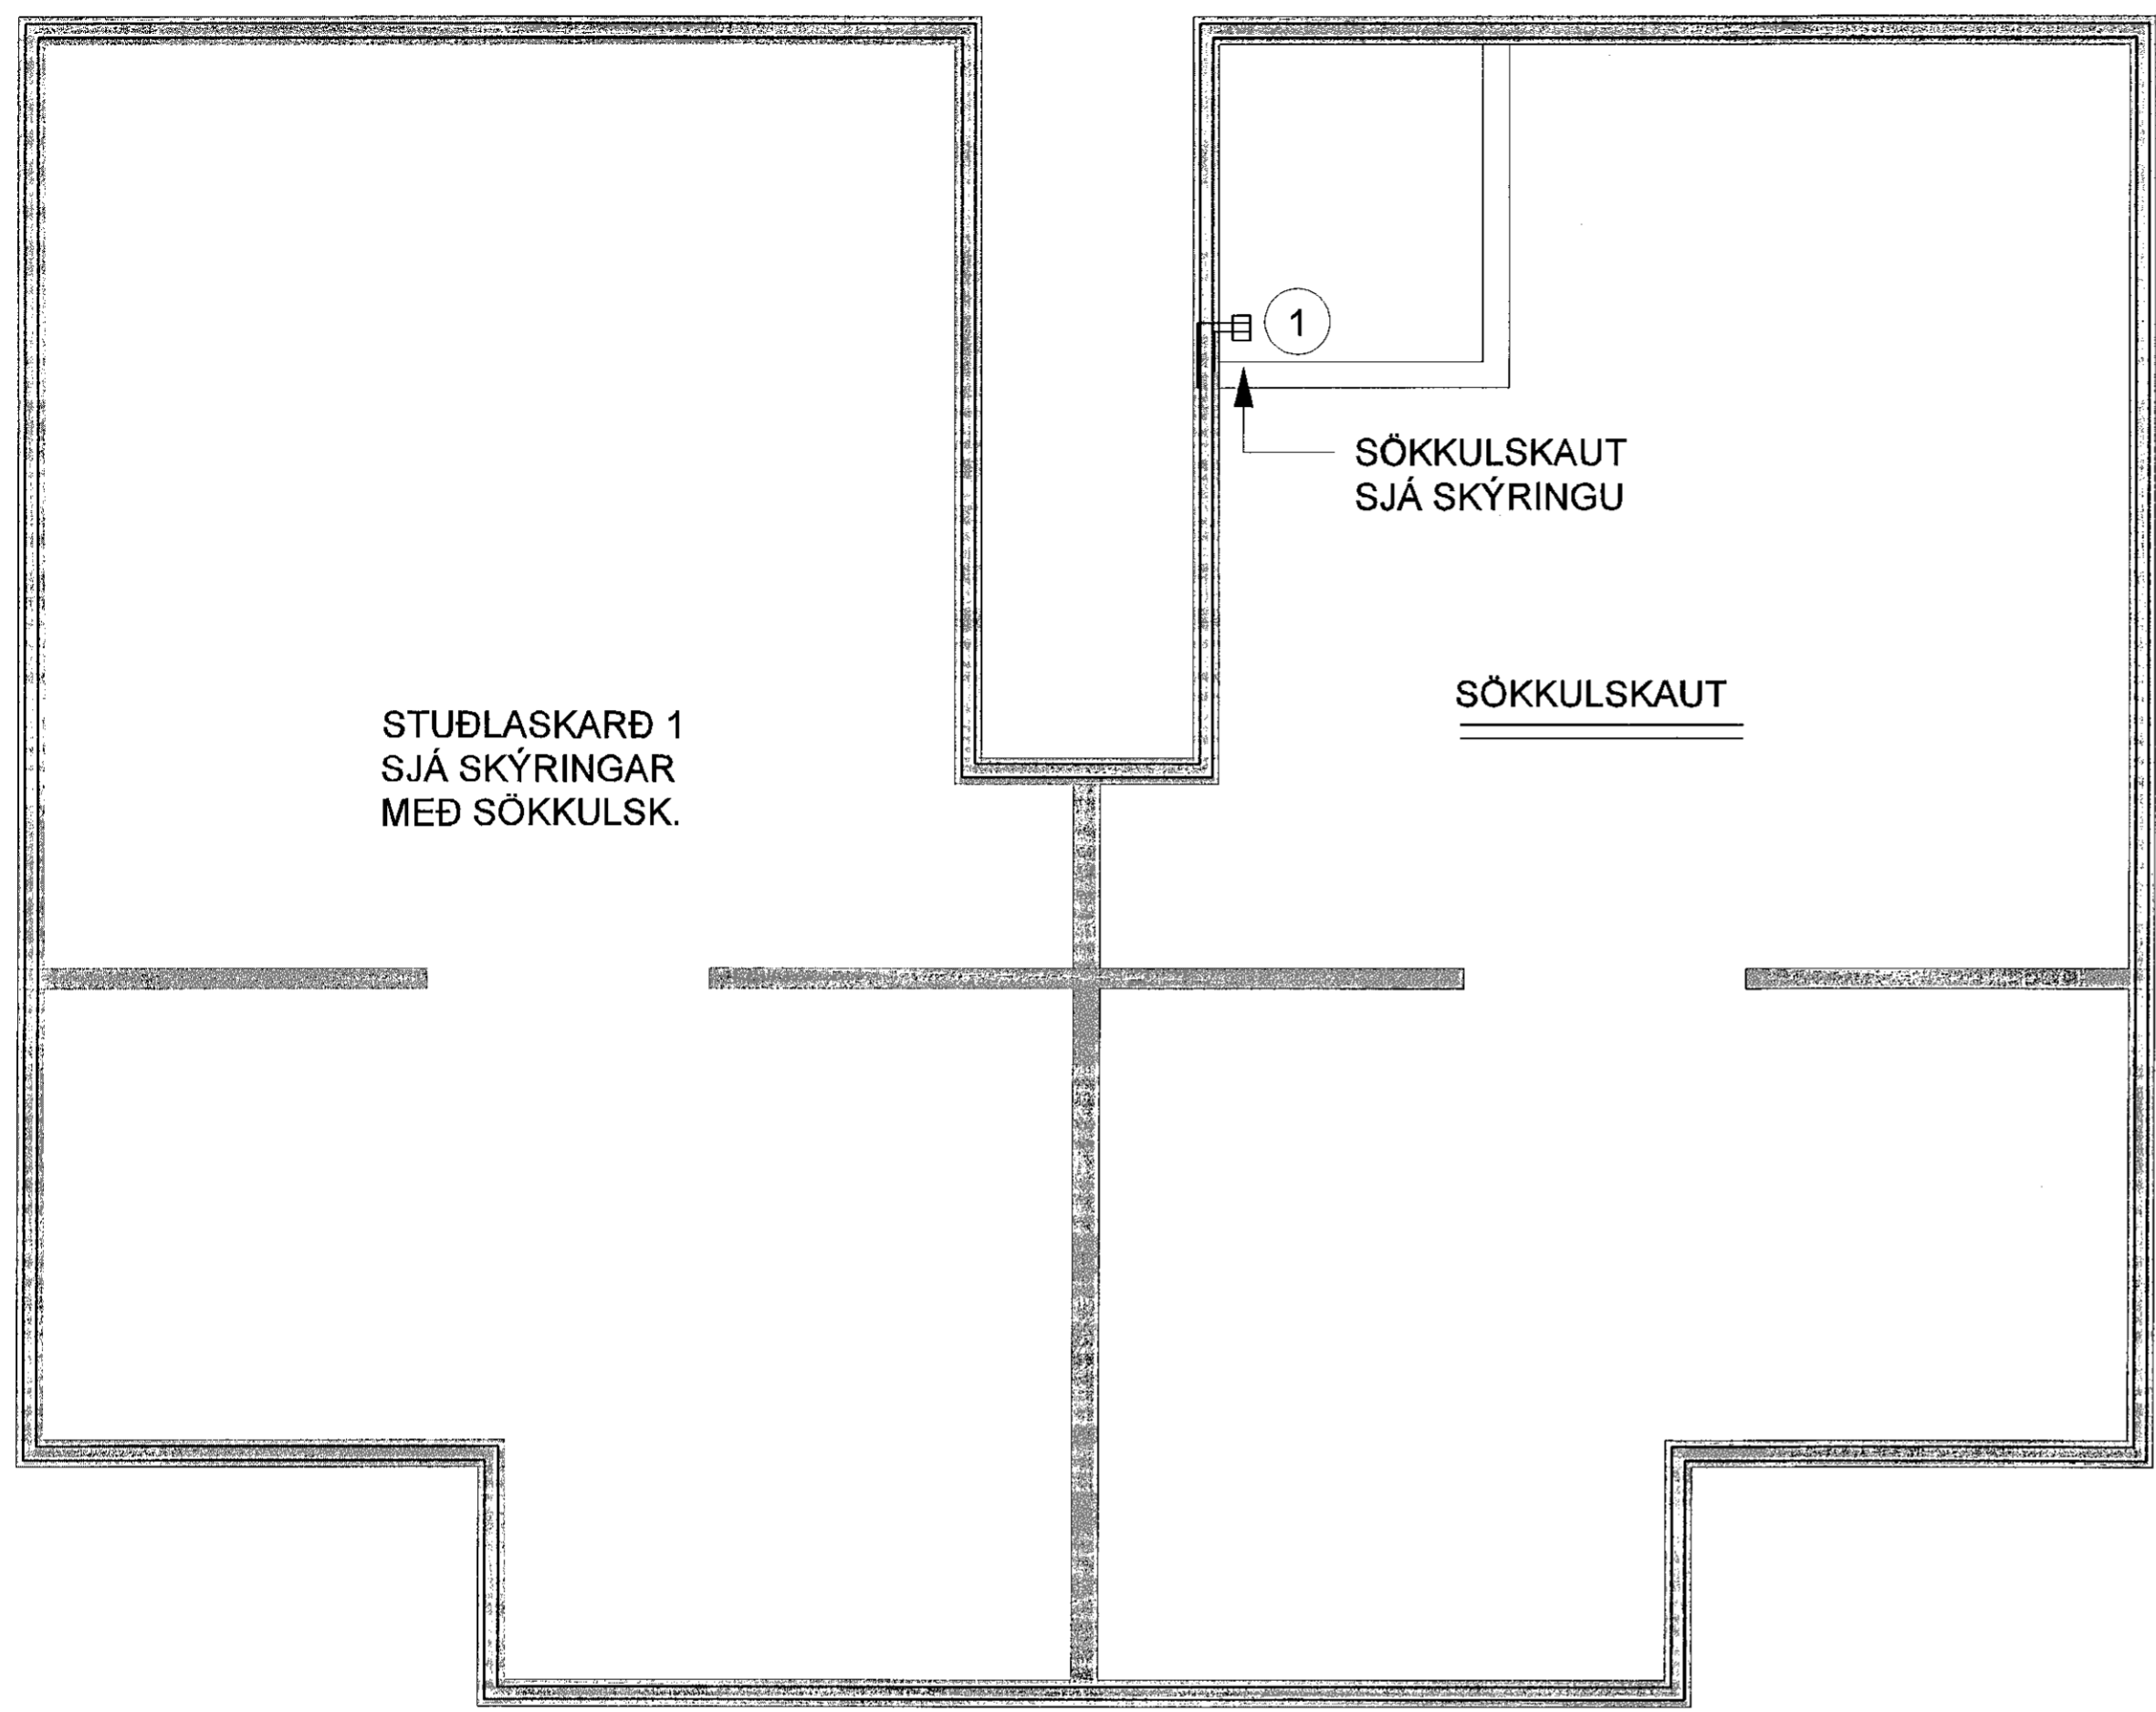 1
SÖKKULSKAUT
SJÁ SKÝRINGU
SÖKKULSKAUT
STUÐLASKARÐ 1
SJÁ SKÝRINGAR
MEÐ SÖKKULSK.